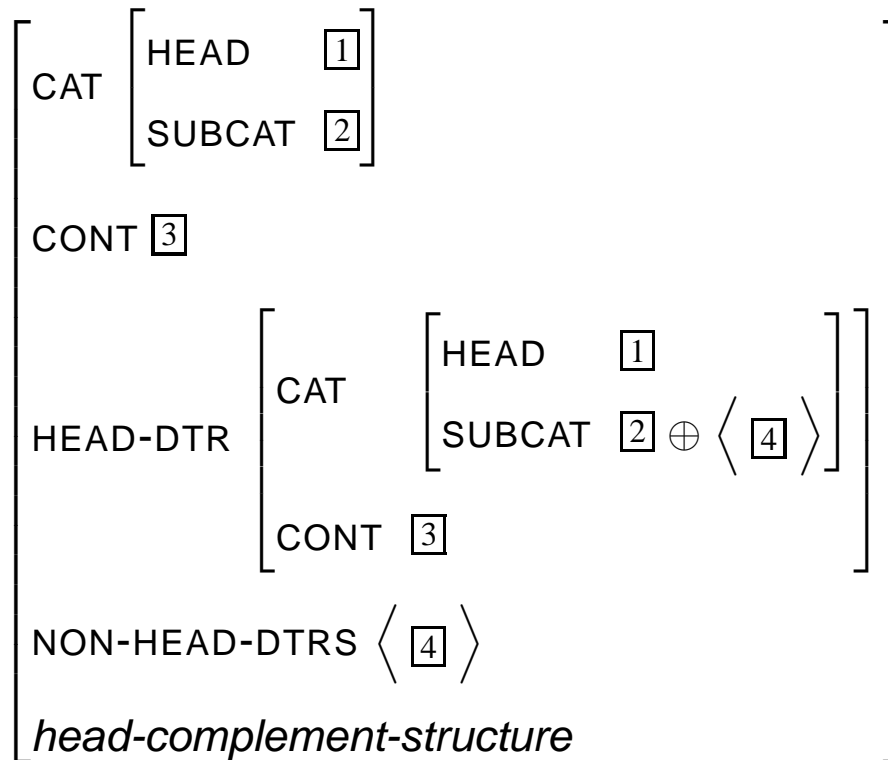 HEAD 1
CAT
SUBCAT 2
CONT 3
HEAD 1
CAT
HEAD-DTR SUBCAT 2 ⊕ ⟨ 4 ⟩
CONT 3
NON-HEAD-DTRS ⟨ 4 ⟩
head-complement-structure